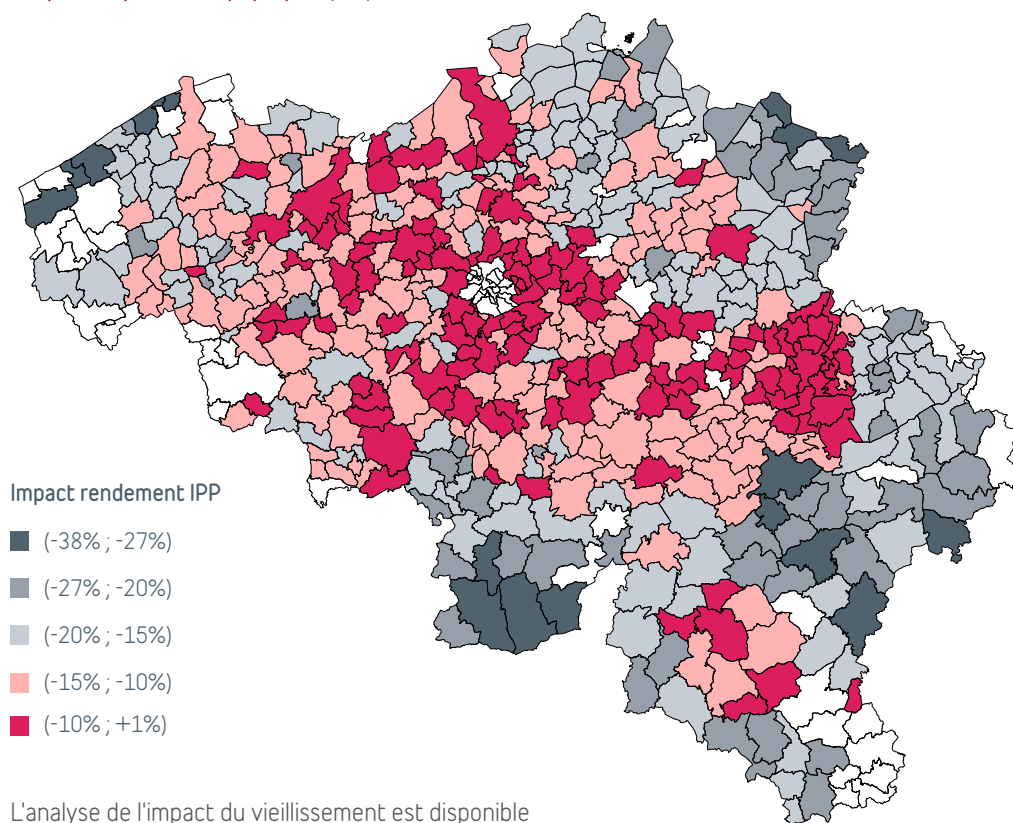 Impact rendement IPP
(-38% ; -27%)
(-27% ; -20%)
(-20% ; -15%)
(-15% ; -10%)
(-10% ; +1%)
L'analyse de l'impact du vieillissement est disponible